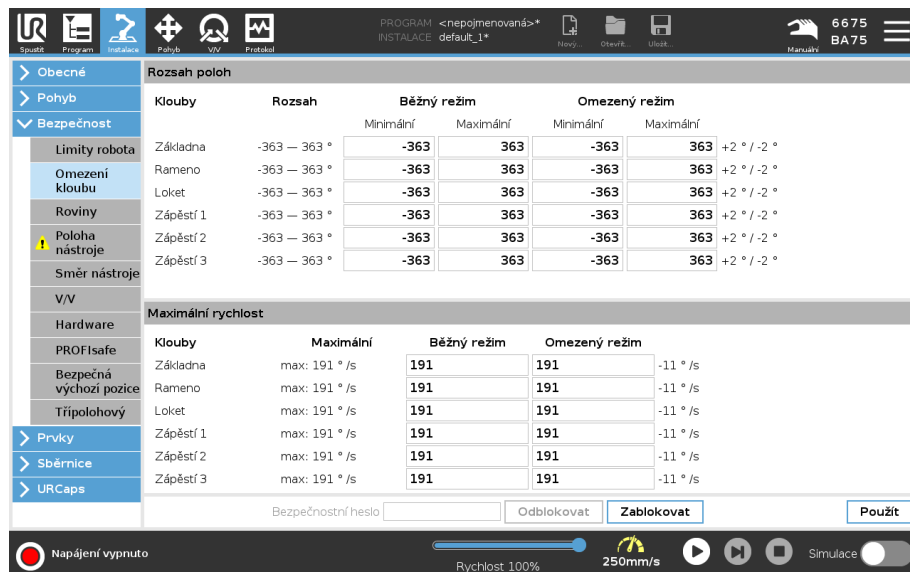 PROGRAM <nepojmenovaná>*
INSTALACE default_1*
Spustit Program Instalace Pohyb V/V Protokol Nový... Otevřít... Uložit... Manuální
6675
BA75
Obecné
Pohyb
Bezpečnost
Limity robota
Omezení
kloubu
Roviny
Poloha
nástroje
Směr nástroje
V/V
Hardware
PROFIsafe
Bezpečná
výchozí pozice
Třípolohový
Prvky
Sběrnice
URCaps
Rozsah poloh
Klouby Rozsah Běžný režim Omezený režim
Minimální Maximální Minimální Maximální
Základna -363 — 363 ° -363 363 -363 363 +2 ° / -2 °
Rameno -363 — 363 ° -363 363 -363 363 +2 ° / -2 °
Loket -363 — 363 ° -363 363 -363 363 +2 ° / -2 °
Zápěstí 1 -363 — 363 ° -363 363 -363 363 +2 ° / -2 °
Zápěstí 2 -363 — 363 ° -363 363 -363 363 +2 ° / -2 °
Zápěstí 3 -363 — 363 ° -363 363 -363 363 +2 ° / -2 °
Maximální rychlost
Klouby Maximální Běžný režim Omezený režim
Základna max: 191 ° /s 191 191 -11 ° /s
Rameno max: 191 ° /s 191 191 -11 ° /s
Loket max: 191 ° /s 191 191 -11 ° /s
Zápěstí 1 max: 191 ° /s 191 191 -11 ° /s
Zápěstí 2 max: 191 ° /s 191 191 -11 ° /s
Zápěstí 3 max: 191 ° /s 191 191 -11 ° /s
Bezpečnostní heslo Odblokovat Zablokovat Použít
Napájení vypnuto
Rychlost 100%
250mm/s
Simulace